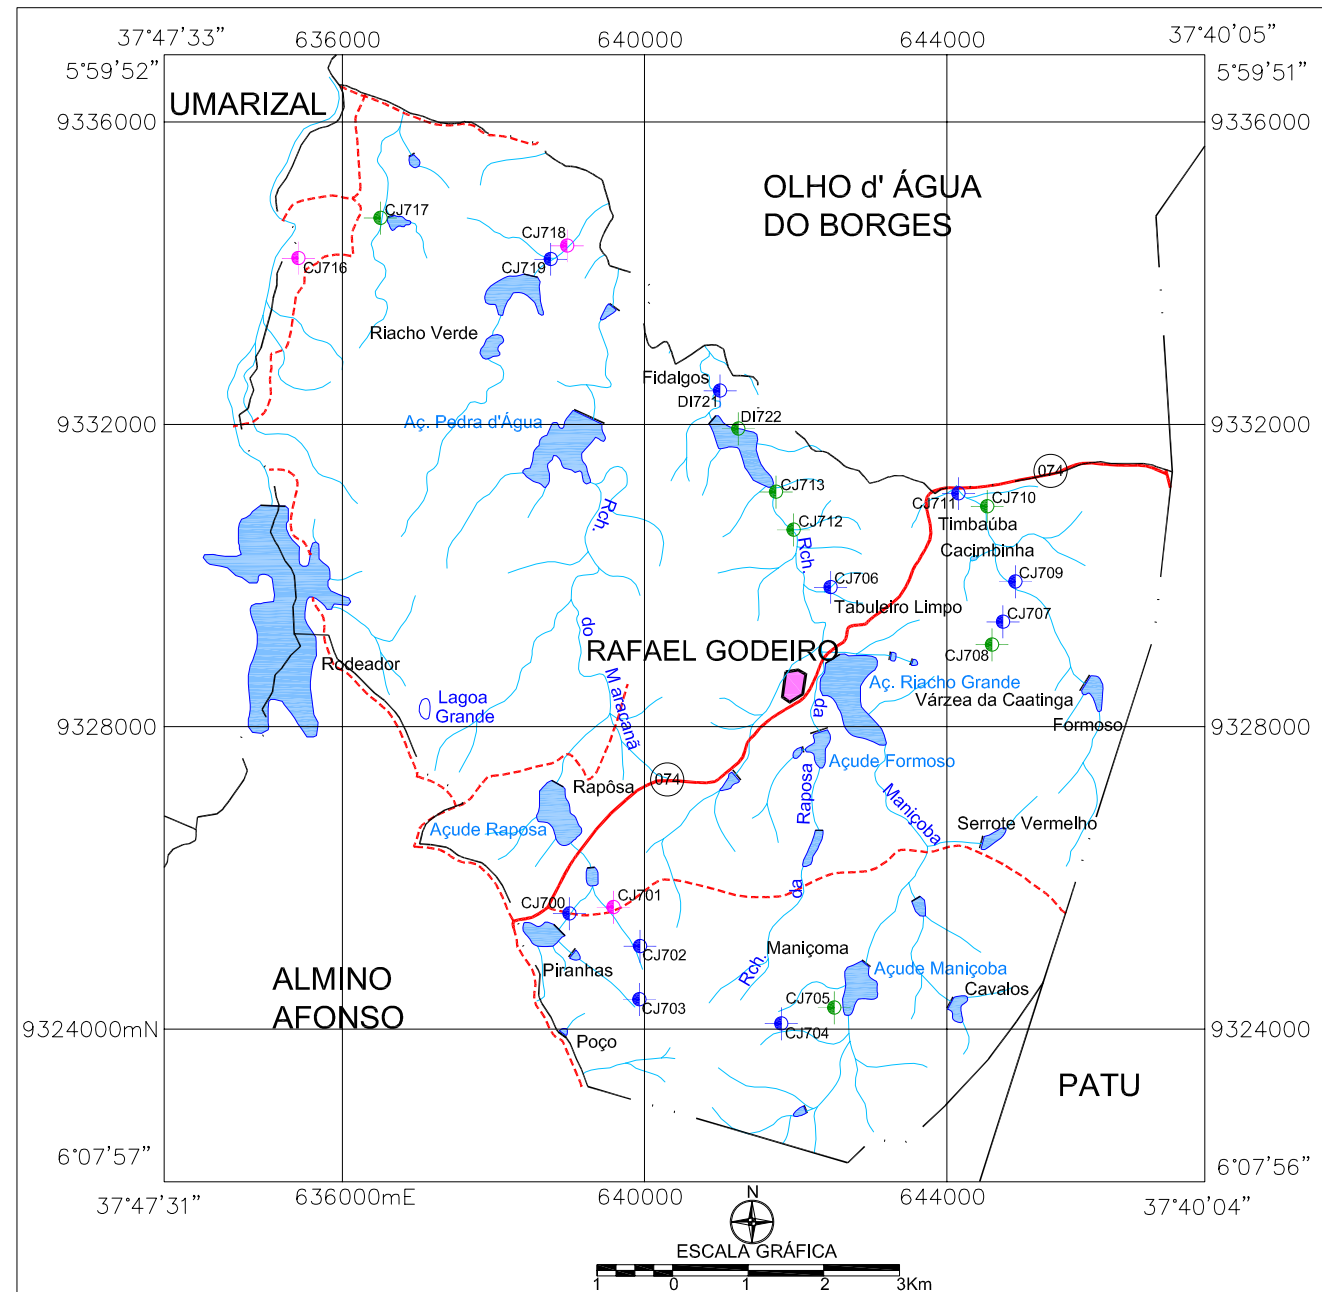 37°47'33"
636000
640000
644000
37°40'05"
5°59'52"
5°59'51"
UMARIZAL
9336000
9336000
OLHO d' ÁGUA
DO BORGES
CJ717
CJ718
CJ719
CJ716
Riacho Verde
Fidalgos
DI721
DI722
Aç. Pedra d'Água
9332000
9332000
074
CJ713
CJ711
CJ710
Rch.
CJ712
Timbaúba
Rch.
Cacimbinha
CJ706
CJ709
Tabuleiro Limpo
CJ707
do
RAFAEL GODEIRO
CJ708
Rodeador
Aç. Riacho Grande
Lagoa
Grande
Maraçanã
da
Várzea da Caatinga
Formoso
9328000
9328000
Açude Formoso
074
Rapôsa
Raposa
Maniçoba
Açude Raposa
Serrote Vermelho
da
CJ700
CJ701
CJ702
Maniçoma
Piranhas
Rch.
Açude Maniçoba
ALMINO
AFONSO
CJ703
CJ705
Cavalos
CJ704
9324000mN
9324000
Poço
PATU
6°07'57"
6°07'56"
37°47'31"
636000mE
640000
644000
37°40'04"
N
ESCALA GRÁFICA
1 0 1 2 3Km